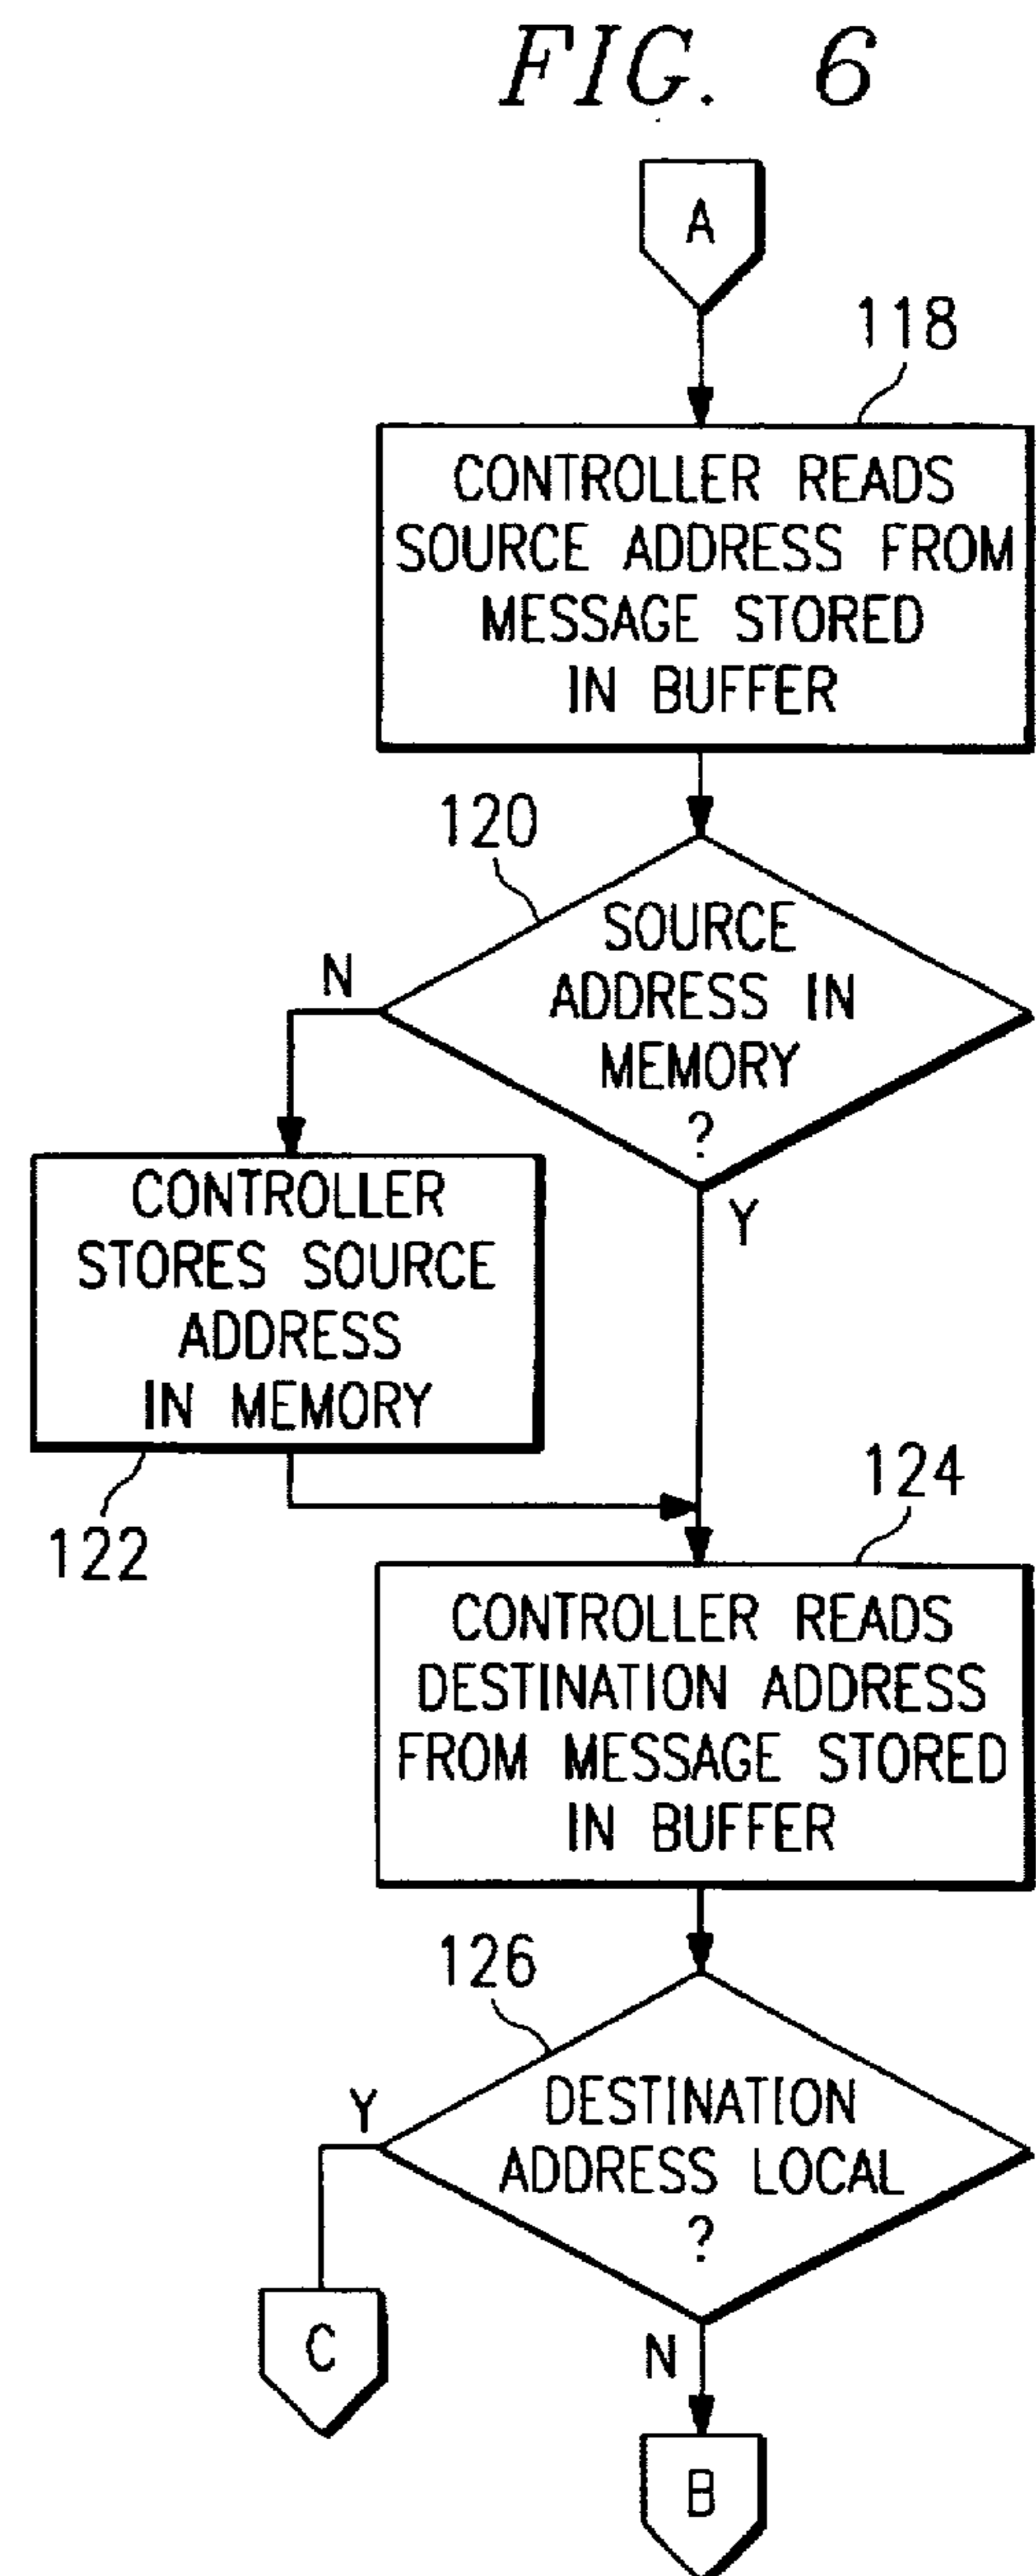 FIG. 6
A
118
CONTROLLER READS
SOURCE ADDRESS FROM
MESSAGE STORED
IN BUFFER
120
SOURCE
ADDRESS IN
MEMORY
?
N
Y
CONTROLLER
STORES SOURCE
ADDRESS
IN MEMORY
122
124
CONTROLLER READS
DESTINATION ADDRESS
FROM MESSAGE STORED
IN BUFFER
126
DESTINATION
ADDRESS LOCAL
?
Y
N
C
B